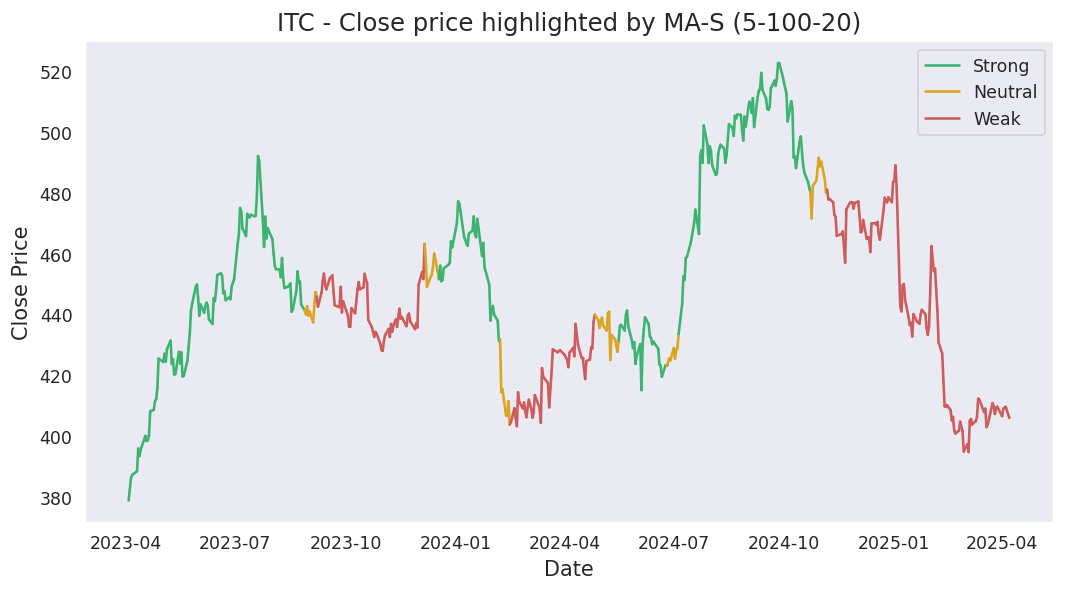 ITC - Close price highlighted by MA-S (5-100-20)
Strong
Neutral
Weak
Close Price
520
500
480
460
440
420
400
380
2023-04 2023-07 2023-10 2024-01 2024-04 2024-07 2024-10 2025-01 2025-04
Date